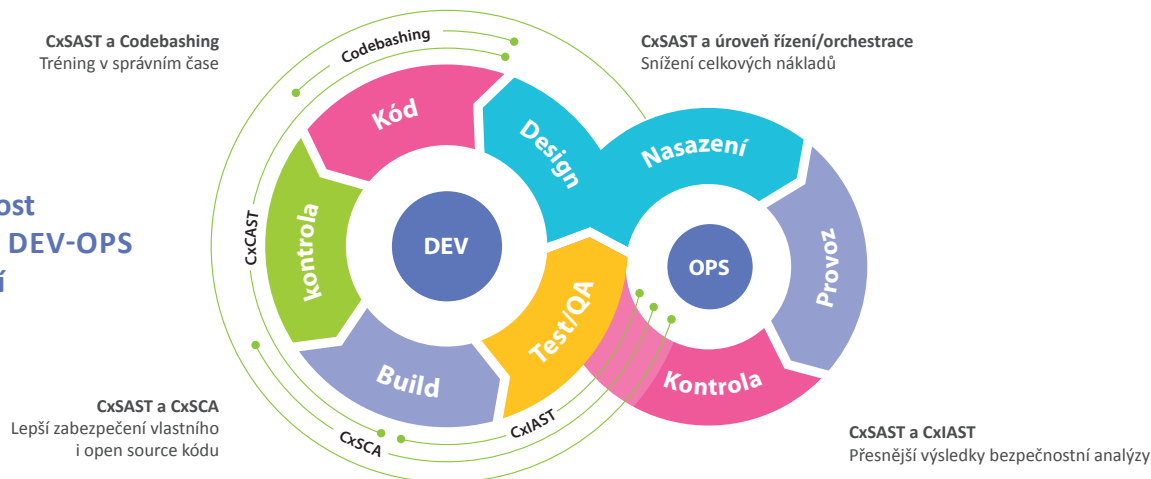 CxSAST a Codebashing
Tréning v správním čase
CxSAST a úroveň řízení/orchestrace
Snížení celkových nákladů
Codebashing
Kód
Design
Nasazení
ost
DEV-OPS
í
CxCAST
kontrola
DEV
OPS
Provoz
Test/QA
Build
Kontrola
CxIAST
CxSCA
CxSAST a CxSCA
Lepší zabezpečení vlastního
i open source kódu
CxSAST a CxIAST
Přesnější výsledky bezpečnostní analýzy